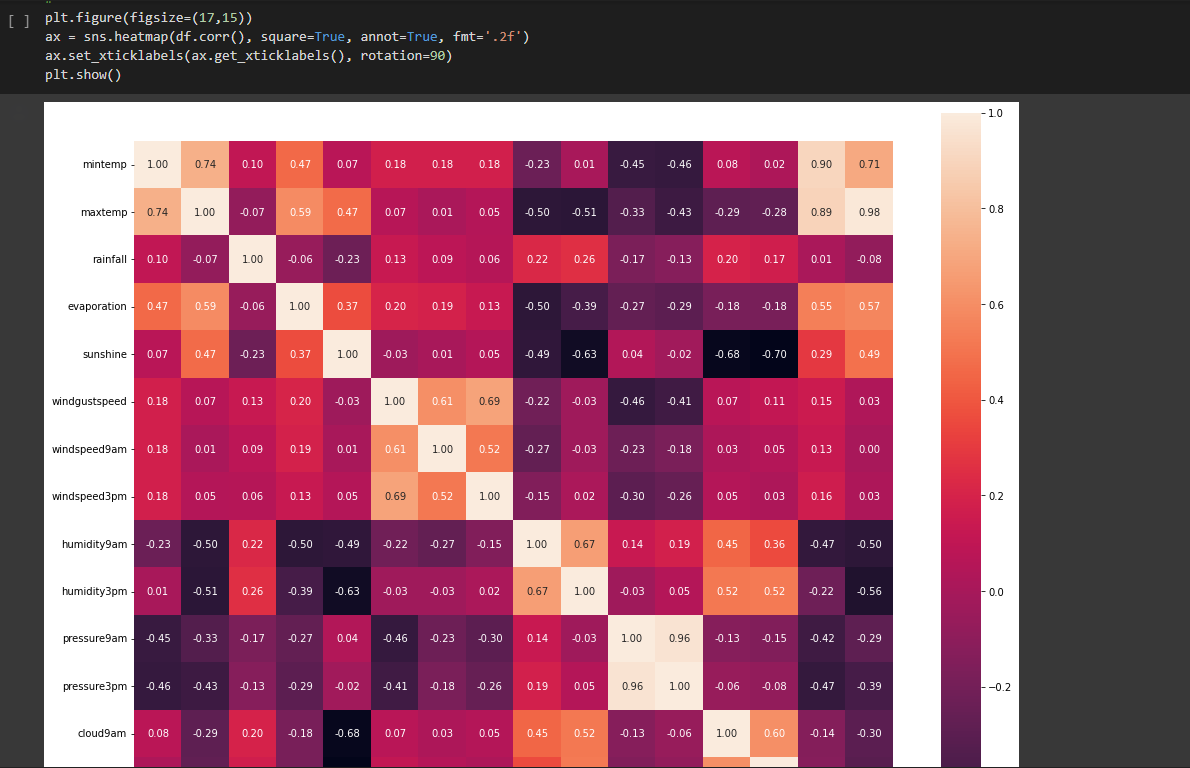 [ ]
plt.figure(figsize=(17,15))
ax = sns.heatmap(df.corr(), square=True, annot=True, fmt='.2f')
ax.set_xticklabels(ax.get_xticklabels(), rotation=90)
plt.show()
mintemp 1.00 0.74 0.10 0.47 0.07 0.18 0.18 0.18 -0.23 0.01 -0.45 -0.46 0.08 0.02 0.90 0.71
maxtemp 0.74 1.00 -0.07 0.59 0.47 0.07 0.01 0.05 -0.50 -0.51 -0.33 -0.43 -0.29 -0.28 0.89 0.98
rainfall 0.10 -0.07 1.00 -0.06 -0.23 0.13 0.09 0.06 0.22 0.26 -0.17 -0.13 0.20 0.17 0.01 -0.08
evaporation 0.47 0.59 -0.06 1.00 0.37 0.20 0.19 0.13 -0.50 -0.39 -0.27 -0.29 -0.18 -0.18 0.55 0.57
sunshine 0.07 0.47 -0.23 0.37 1.00 -0.03 0.01 0.05 -0.49 -0.63 0.04 -0.02 -0.68 -0.70 0.29 0.49
windgustspeed 0.18 0.07 0.13 0.20 -0.03 1.00 0.61 0.69 -0.22 -0.03 -0.46 -0.41 0.07 0.11 0.15 0.03
windspeed9am 0.18 0.01 0.09 0.19 0.01 0.61 1.00 0.52 -0.27 -0.03 -0.23 -0.18 0.03 0.05 0.13 0.00
windspeed3pm 0.18 0.05 0.06 0.13 0.05 0.69 0.52 1.00 -0.15 0.02 -0.30 -0.26 0.05 0.03 0.16 0.03
humidity9am -0.23 -0.50 0.22 -0.50 -0.49 -0.22 -0.27 -0.15 1.00 0.67 0.14 0.19 0.45 0.36 -0.47 -0.50
humidity3pm 0.01 -0.51 0.26 -0.39 -0.63 -0.03 -0.03 0.02 0.67 1.00 -0.03 0.05 0.52 0.52 -0.22 -0.56
pressure9am -0.45 -0.33 -0.17 -0.27 0.04 -0.46 -0.23 -0.30 0.14 -0.03 1.00 0.96 -0.13 -0.15 -0.42 -0.29
pressure3pm -0.46 -0.43 -0.13 -0.29 -0.02 -0.41 -0.18 -0.26 0.19 0.05 0.96 1.00 -0.06 -0.08 -0.47 -0.39
cloud9am 0.08 -0.29 0.20 -0.18 -0.68 0.07 0.03 0.05 0.45 0.52 -0.13 -0.06 1.00 0.60 -0.14 -0.30
1.0
0.8
0.6
0.4
0.2
0.0
−0.2